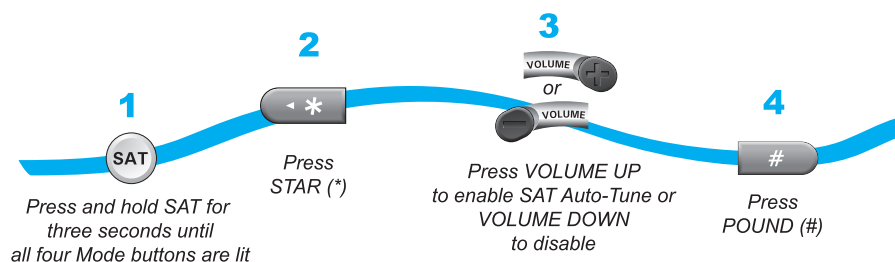 1
SAT
Press and hold SAT for
three seconds until
all four Mode buttons are lit
2
*
Press
STAR (*)
3
VOLUME +
or
− VOLUME
Press VOLUME UP
to enable SAT Auto-Tune or
VOLUME DOWN
to disable
4
#
Press
POUND (#)